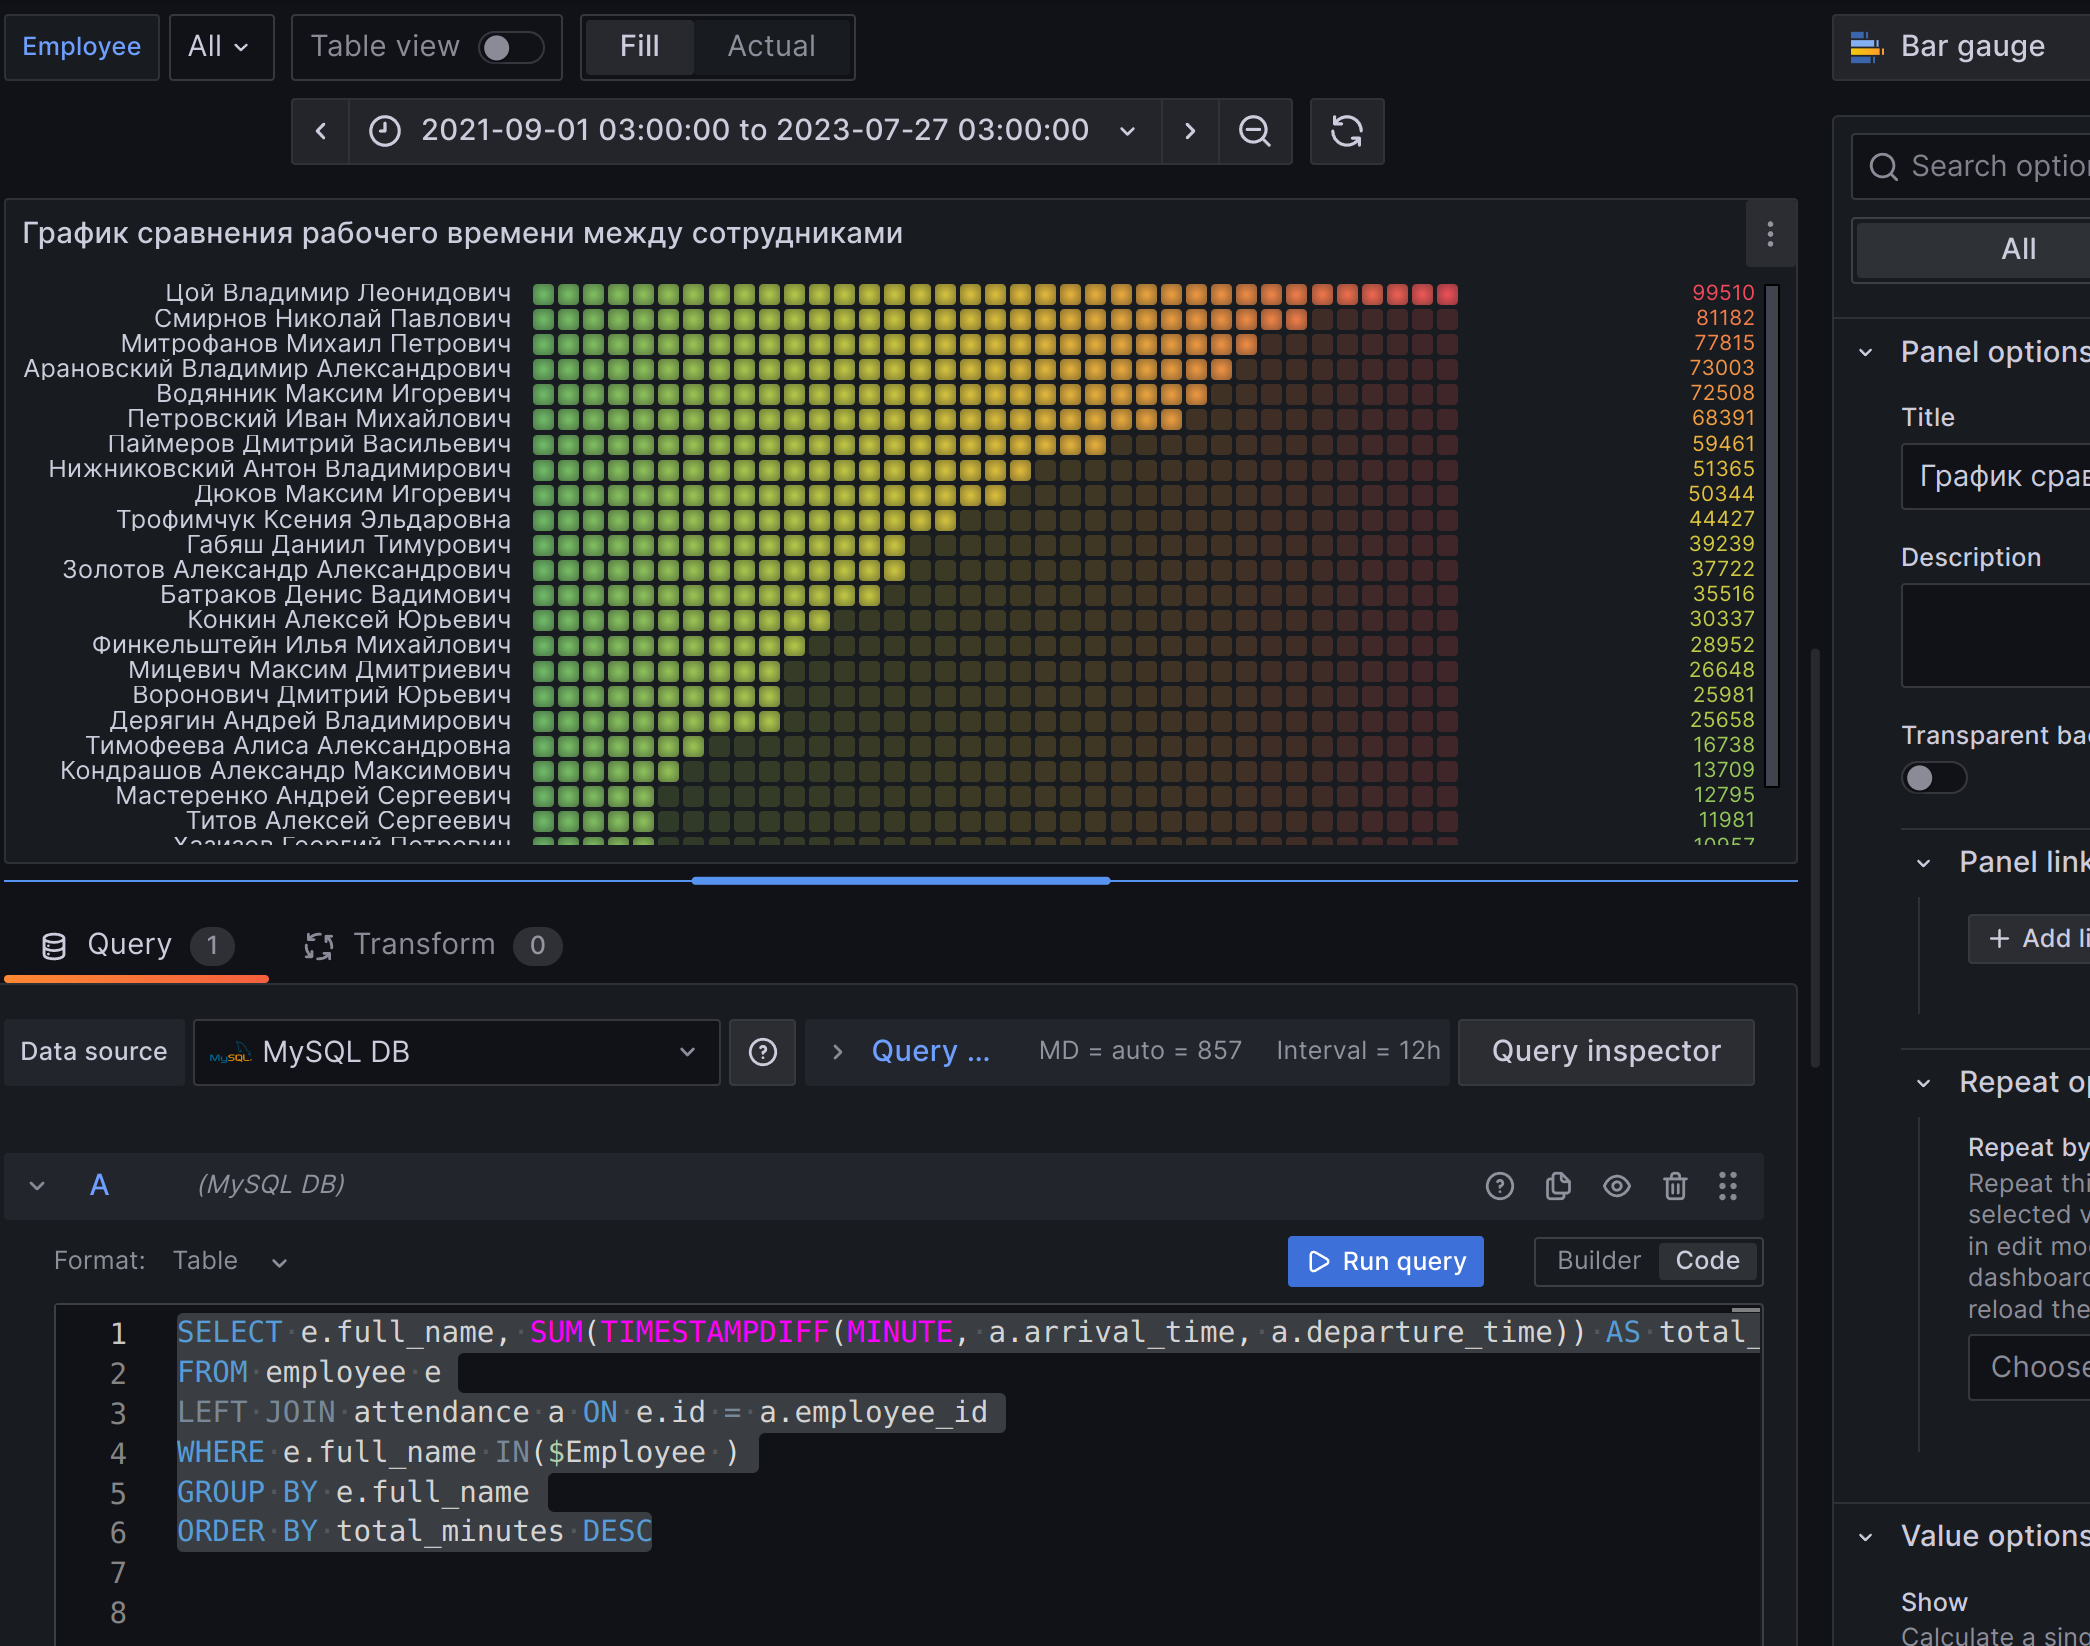 Employee
All
Table view
Fill
Actual
Bar gauge
2021-09-01 03:00:00 to 2023-07-27 03:00:00
Search optio
All
График сравнения рабочего времени между сотрудниками
Цой Владимир Леонидович 99510
Смирнов Николай Павлович 81182
Митрофанов Михаил Петрович 77815
Арановский Владимир Александрович 73003
Водянник Максим Игоревич 72508
Петровский Иван Михайлович 68391
Паймеров Дмитрий Васильевич 59461
Нижниковский Антон Владимирович 51365
Дюков Максим Игоревич 50344
Трофимчук Ксения Эльдаровна 44427
Габяш Даниил Тимурович 39239
Золотов Александр Александрович 37722
Батраков Денис Вадимович 35516
Конкин Алексей Юрьевич 30337
Финкельштейн Илья Михайлович 28952
Мицевич Максим Дмитриевич 26648
Воронович Дмитрий Юрьевич 25981
Дерягин Андрей Владимирович 25658
Тимофеева Алиса Александровна 16738
Кондрашов Александр Максимович 13709
Мастеренко Андрей Сергеевич 12795
Титов Алексей Сергеевич 11981
Георгий Петрович 10957
Panel options
Title
График срав
Description
Transparent ba
Panel link
+ Add li
Repeat op
Repeat by
Repeat thi
selected v
in edit mo
dashboard
reload the
Choose
Value options
Show
Calculate a sing
Query 1
Transform 0
Data source
MySQL DB
Query ...
MD = auto = 857
Interval = 12h
Query inspector
A
(MySQL DB)
Format: Table
Run query
Builder
Code
1 SELECT e.full_name, SUM(TIMESTAMPDIFF(MINUTE, a.arrival_time, a.departure_time)) AS total_
2 FROM employee e
3 LEFT JOIN attendance a ON e.id = a.employee_id
4 WHERE e.full_name IN($Employee )
5 GROUP BY e.full_name
6 ORDER BY total_minutes DESC
7
8